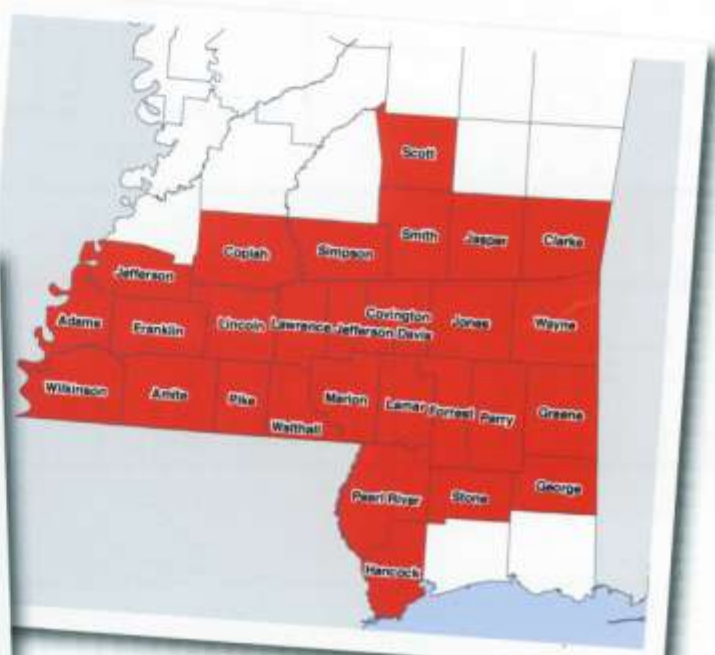 Scott
Smith
Jasper
Clarke
Copiah
Simpson
Jefferson
Adams
Franklin
Lincoln
Lawrence
Jefferson Davis
Covington
Jones
Wayne
Wilkinson
Amite
Pike
Walthall
Marion
Lamar
Forrest
Perry
Greene
Pearl River
Stone
George
Hancock